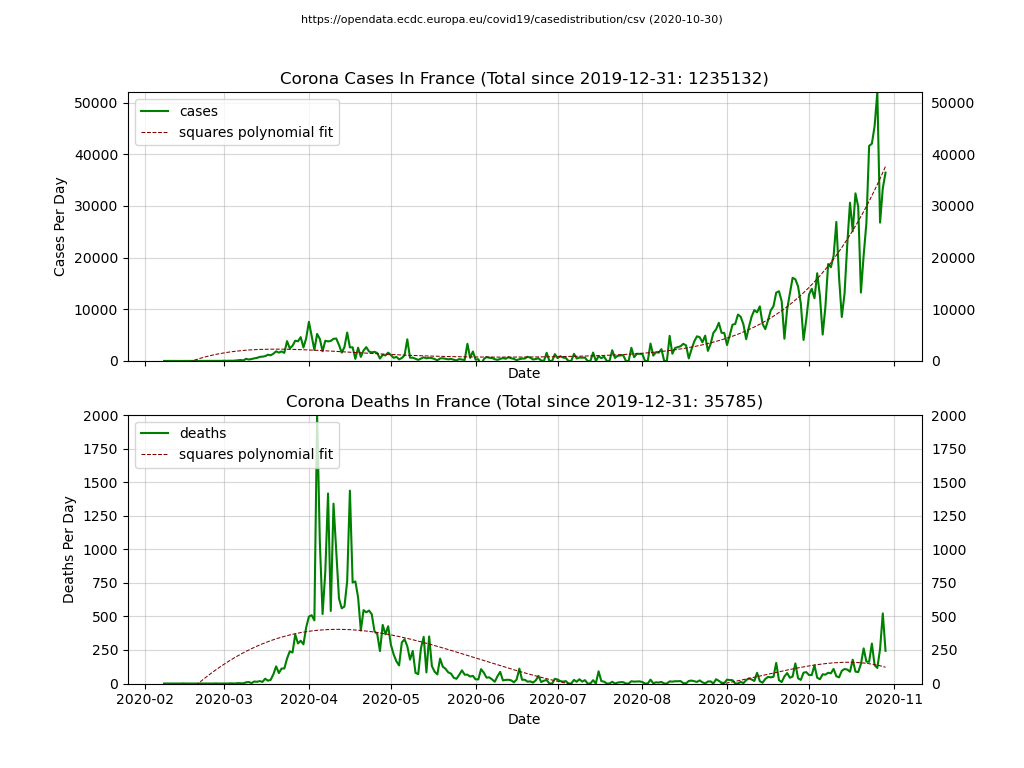 https://opendata.ecdc.europa.eu/covid19/casedistribution/csv (2020-10-30)
Corona Cases In France (Total since 2019-12-31: 1235132)
cases
squares polynomial fit
50000
40000
30000
20000
10000
0
Cases Per Day
50000
40000
30000
20000
10000
0
Date
Corona Deaths In France (Total since 2019-12-31: 35785)
deaths
squares polynomial fit
2000
1750
1500
1250
1000
750
500
250
0
Deaths Per Day
2000
1750
1500
1250
1000
750
500
250
0
2020-02 2020-03 2020-04 2020-05 2020-06 2020-07 2020-08 2020-09 2020-10 2020-11
Date